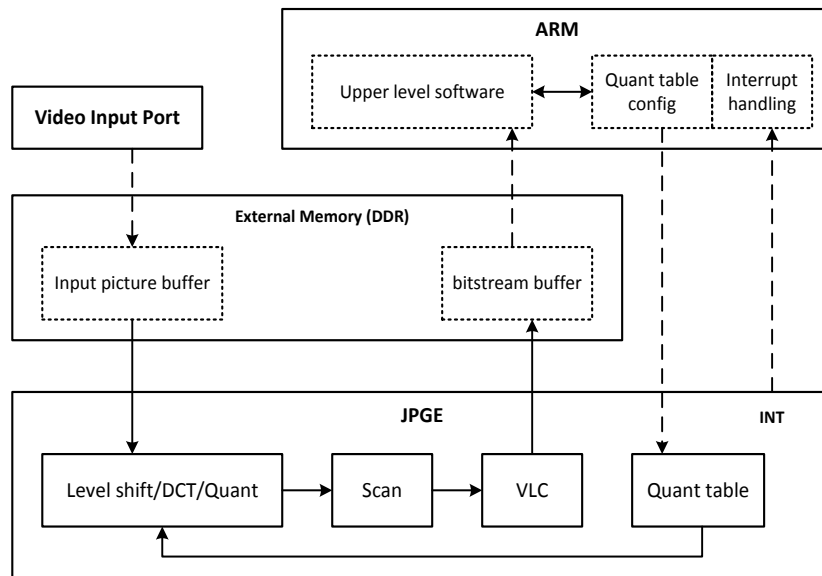 ARM
Upper level software
Quant table
config
Interrupt
handling
Video Input Port
External Memory (DDR)
Input picture buffer
bitstream buffer
JPGE
INT
Level shift/DCT/Quant
Scan
VLC
Quant table